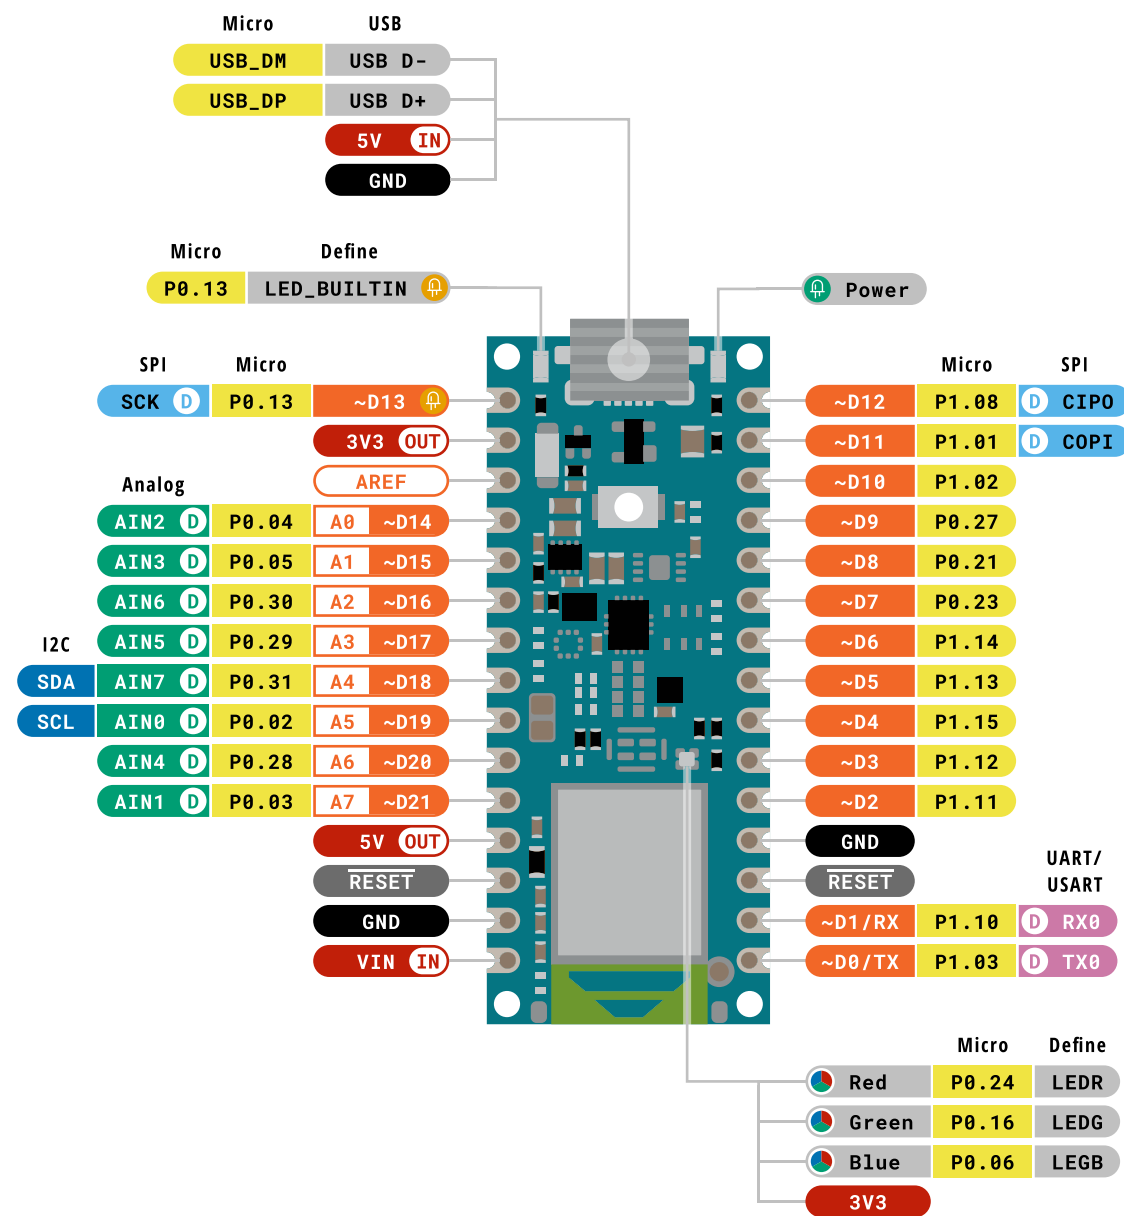 Micro USB
USB_DM USB D-
USB_DP USB D+
5V IN
GND
Micro Define
P0.13 LED_BUILTIN
Power
SPI Micro
SCK D P0.13 ~D13
3V3 OUT
AREF
Analog
AIN2 D P0.04 A0 ~D14
AIN3 D P0.05 A1 ~D15
AIN6 D P0.30 A2 ~D16
AIN5 D P0.29 A3 ~D17
I2C
SDA AIN7 D P0.31 A4 ~D18
SCL AIN0 D P0.02 A5 ~D19
AIN4 D P0.28 A6 ~D20
AIN1 D P0.03 A7 ~D21
5V OUT
RESET
GND
VIN IN
Micro SPI
~D12 P1.08 D CIPO
~D11 P1.01 D COPI
~D10 P1.02
~D9 P0.27
~D8 P0.21
~D7 P0.23
~D6 P1.14
~D5 P1.13
~D4 P1.15
~D3 P1.12
~D2 P1.11
GND
UART/
USART
RESET
~D1/RX P1.10 D RX0
~D0/TX P1.03 D TX0
Micro Define
Red P0.24 LEDR
Green P0.16 LEDG
Blue P0.06 LEGB
3V3